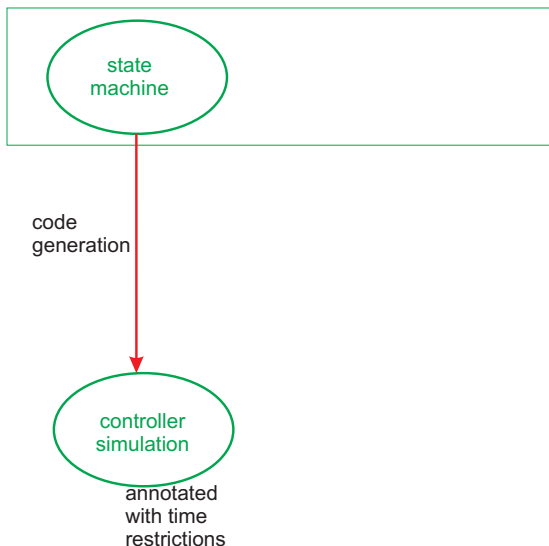 state
machine
code
generation
controller
simulation
annotated
with time
restrictions